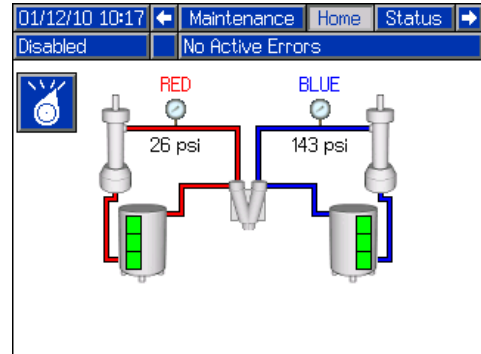 01/12/10 10:17 Maintenance Home Status
Disabled No Active Errors
RED BLUE
26 psi 143 psi